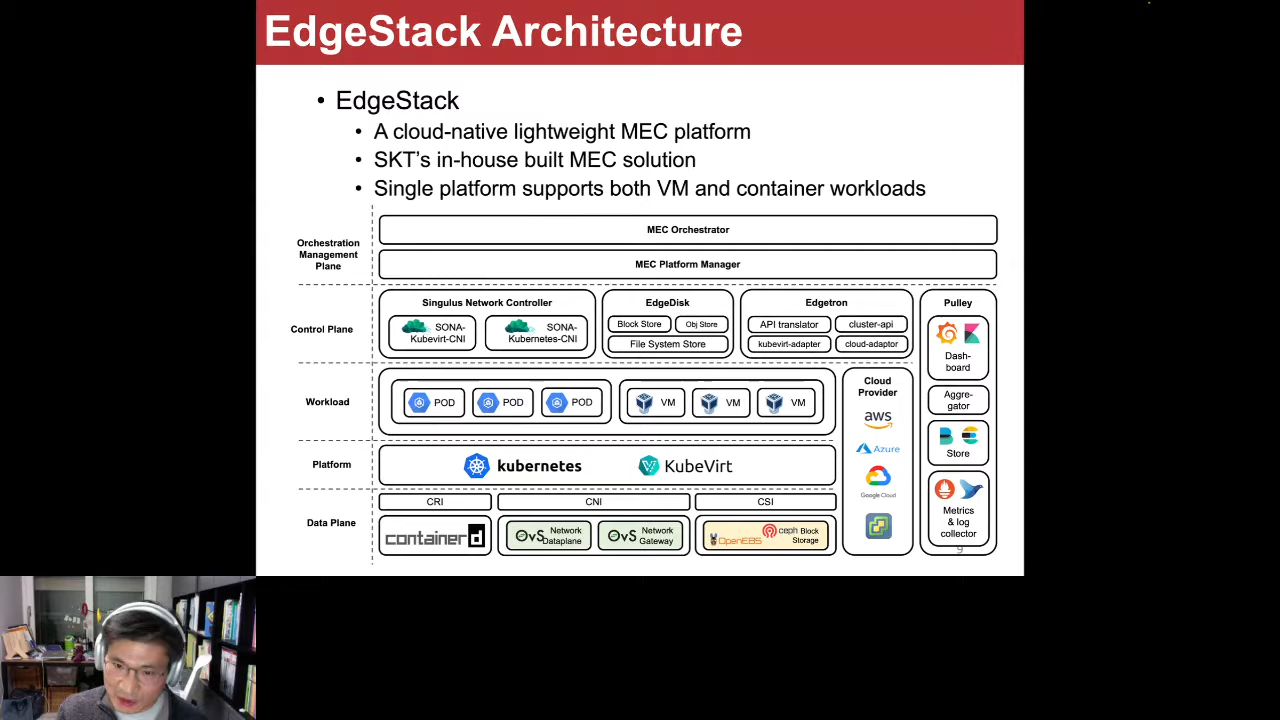 EdgeStack Architecture
• EdgeStack
• A cloud-native lightweight MEC platform
• SKT's in-house built MEC solution
• Single platform supports both VM and container workloads
Orchestration
Management
Plane
MEC Orchestrator
MEC Platform Manager
Control Plane
Singulus Network Controller
SONA-
Kubevirt-CNI
SONA-
Kubernetes-CNI
EdgeDisk
Block Store
Obj Store
File System Store
Edgetron
API translator
cluster-api
kubevirt-adapter
cloud-adaptor
Pulley
Dash-
board
Aggre-
gator
Store
Metrics
& log
collector
Workload
POD
POD
POD
VM
VM
VM
Cloud
Provider
aws
Azure
Google Cloud
Platform
kubernetes
KubeVirt
Data Plane
CRI
CNI
CSI
containerd
OvS Network
Dataplane
OvS Network
Gateway
OpenEBS
ceph Block
Storage
9